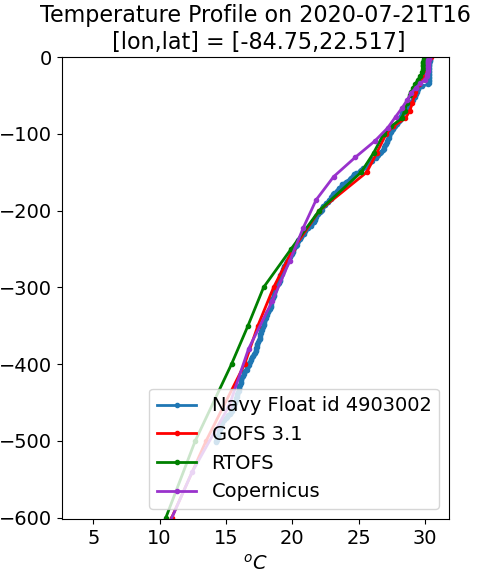 Temperature Profile on 2020-07-21T16
[lon,lat] = [-84.75,22.517]
0
−100
−200
−300
−400
−500
−600
Navy Float id 4903002
GOFS 3.1
RTOFS
Copernicus
5 10 15 20 25 30
°C